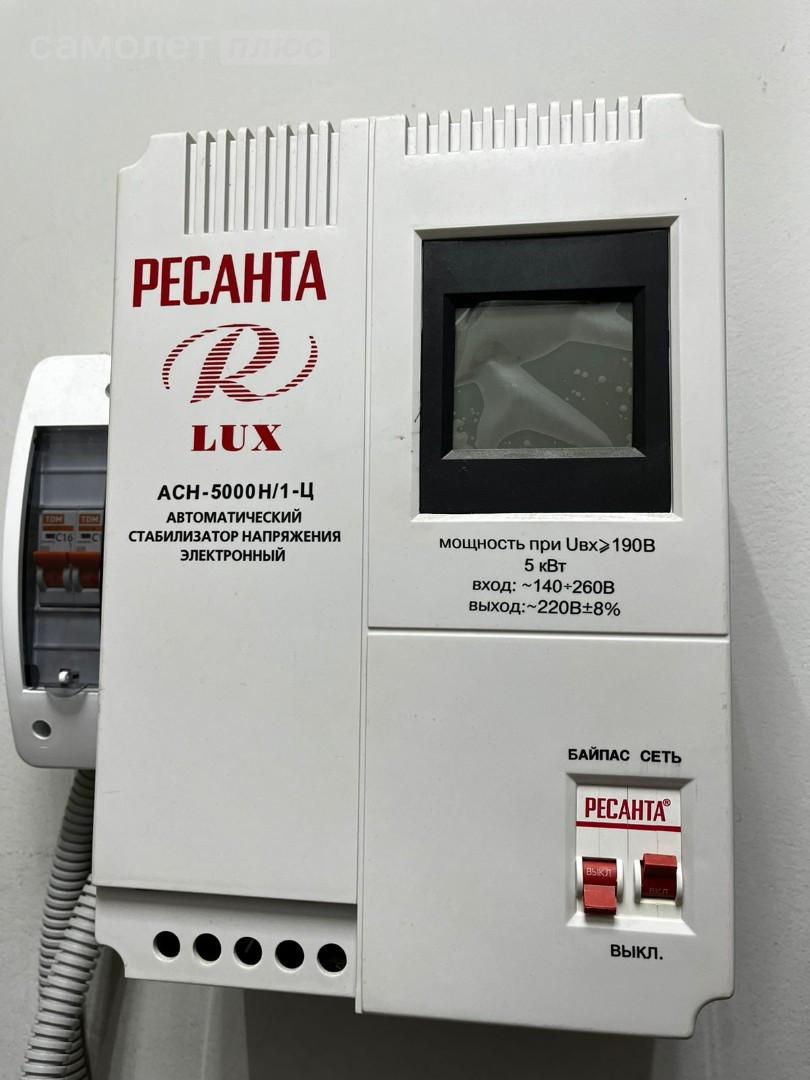 самолет плюс
РЕСАНТА
R
LUX
АСН-5000Н/1-Ц
АВТОМАТИЧЕСКИЙ
СТАБИЛИЗАТОР НАПРЯЖЕНИЯ
ЭЛЕКТРОННЫЙ
мощность при Uвх⩾190В
5 кВт
вход: ~140÷260В
выход:~220В±8%
TDM TDM
C16
БАЙПАС СЕТЬ
РЕСАНТА®
ВЫКЛ ВКЛ
ВЫКЛ.